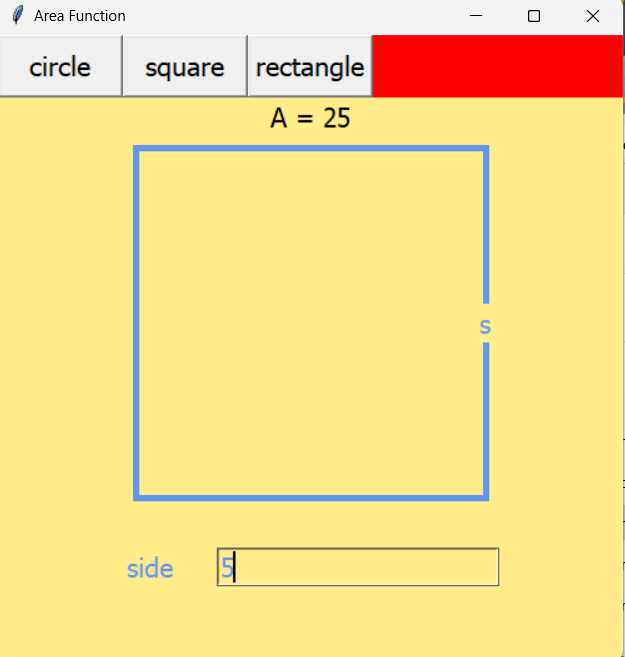 Area Function
circle square rectangle
A = 25
s
side 5